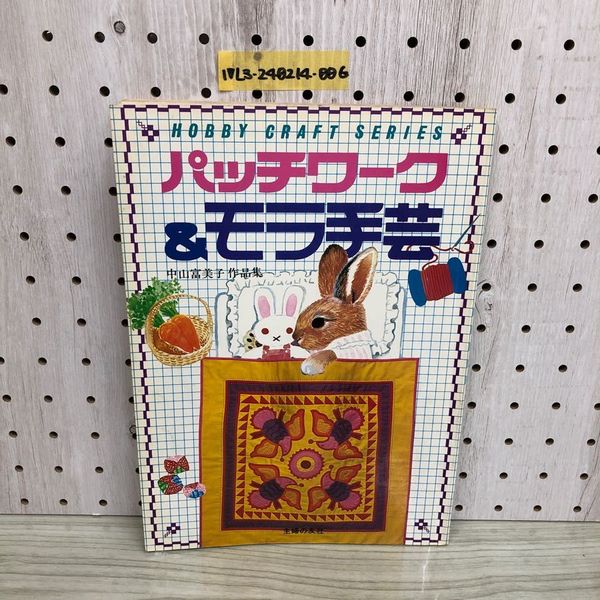 1VL3-240214-006
HOBBY CRAFT SERIES
パッチワーク
&モラ手芸
中山富美子 作品集
主婦の友社